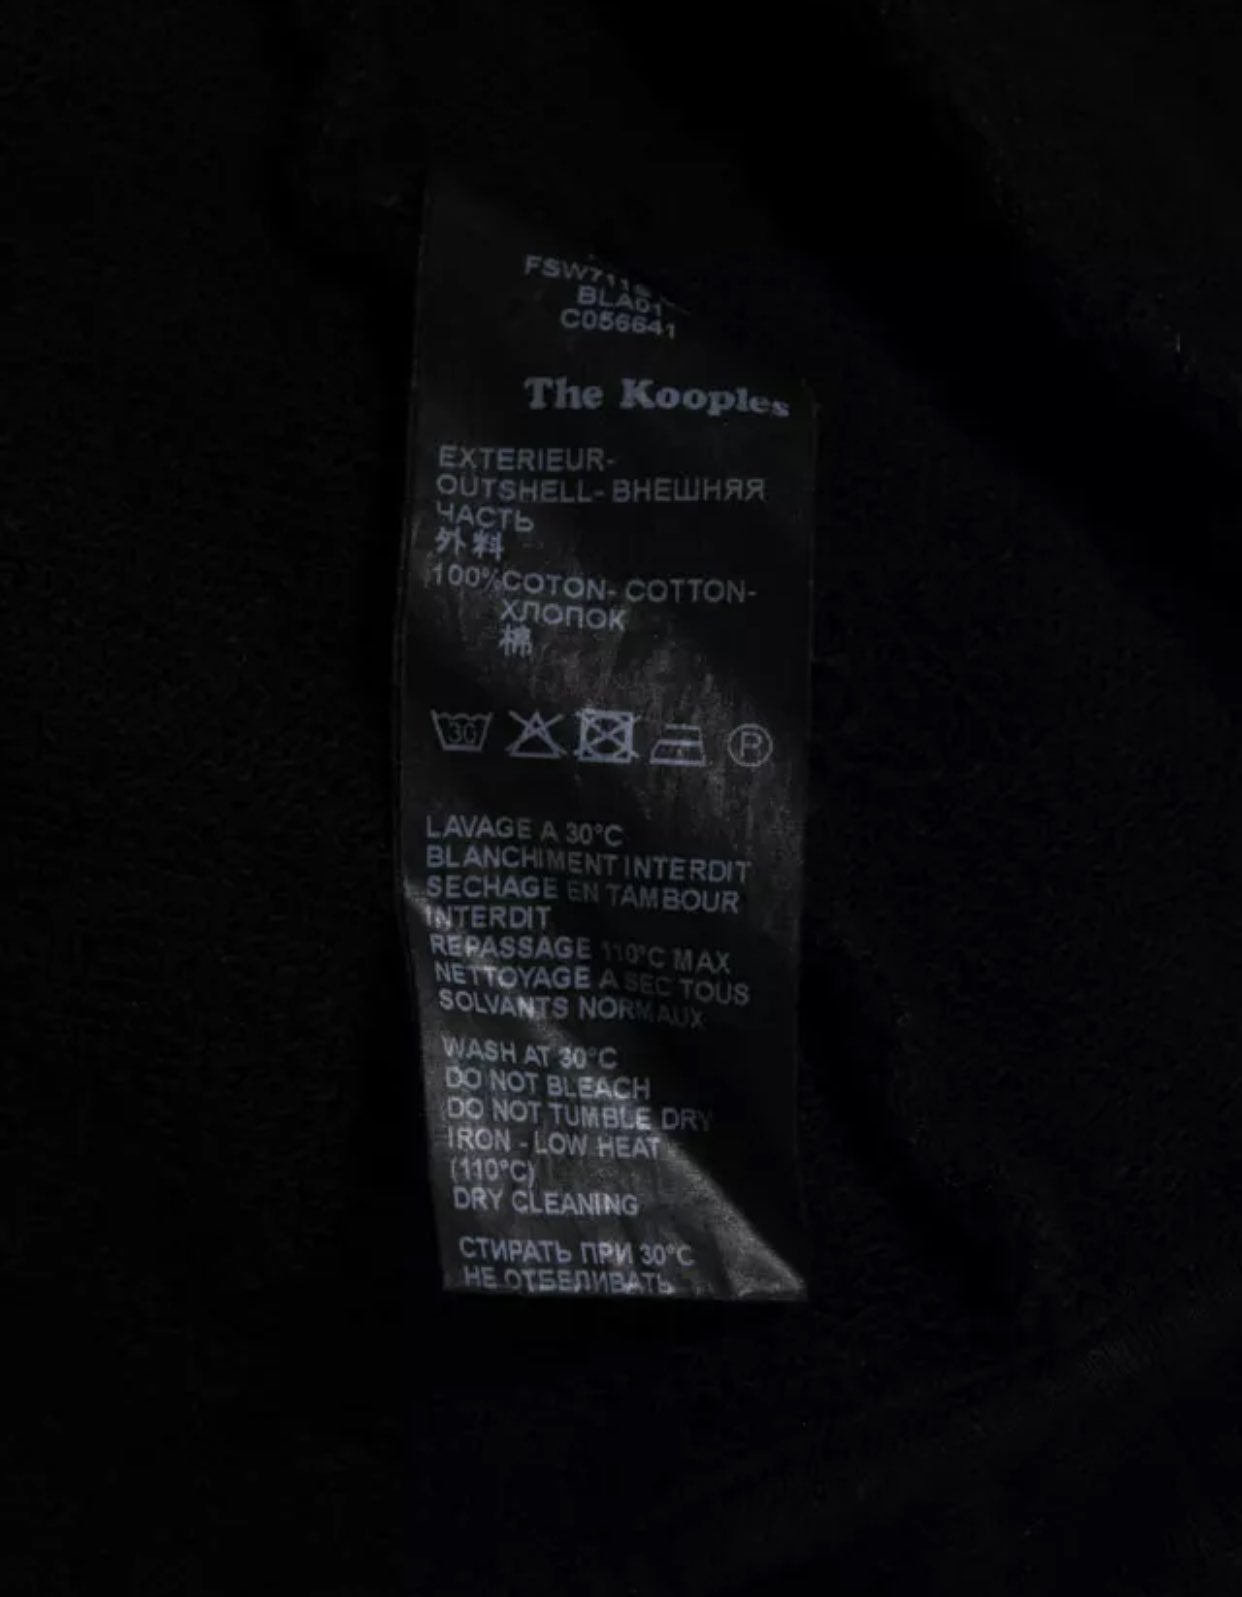 BLA01
C056641
The Kooples
EXTERIEUR-
OUTSHELL- ВНЕШНЯЯ
ЧАСТЬ
外料
100%COTON- COTTON-
ХЛОПОК
棉
30
P
LAVAGE A 30°C
BLANCHIMENT INTERDIT
SECHAGE EN TAMBOUR
INTERDIT
REPASSAGE 110°C MAX
NETTOYAGE A SEC TOUS
SOLVANTS NORMAUX
WASH AT 30°C
DO NOT BLEACH
DO NOT TUMBLE DRY
IRON - LOW HEAT
(110°C)
DRY CLEANING
СТИРАТЬ ПРИ 30°C
НЕ ОТБЕЛИВАТЬ